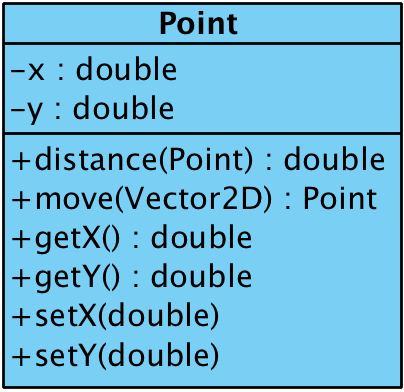 Point
-x : double
-y : double
+distance(Point) : double
+move(Vector2D) : Point
+getX() : double
+getY() : double
+setX(double)
+setY(double)